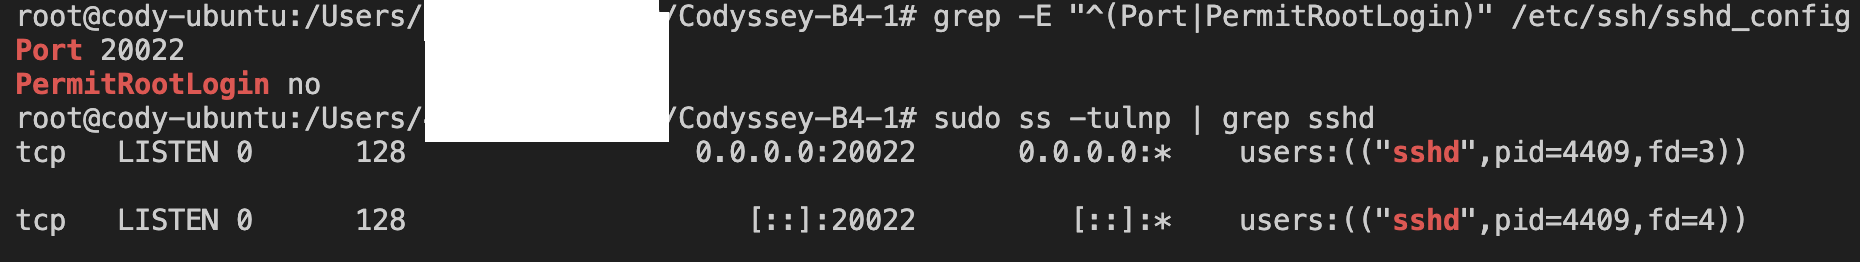 root@cody-ubuntu:/Users/ /Codyssey-B4-1# grep -E "^(Port|PermitRootLogin)" /etc/ssh/sshd_config
Port 20022
PermitRootLogin no
root@cody-ubuntu:/Users/ /Codyssey-B4-1# sudo ss -tulnp | grep sshd
tcp   LISTEN 0      128                 0.0.0.0:20022      0.0.0.0:*    users:(("sshd",pid=4409,fd=3))
tcp   LISTEN 0      128                    [::]:20022         [::]:*    users:(("sshd",pid=4409,fd=4))